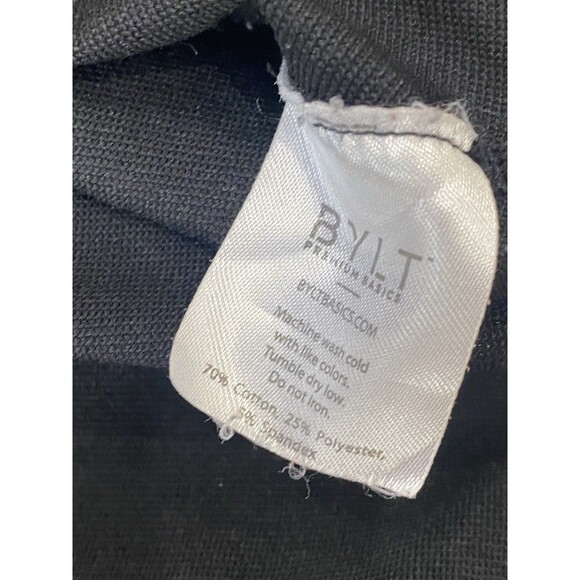 BYLT
PREMIUM BASICS
BYLTBASICS.COM
Machine wash cold
with like colors.
Tumble dry low.
Do not iron.
70% Cotton, 25% Polyester,
5% Spandex